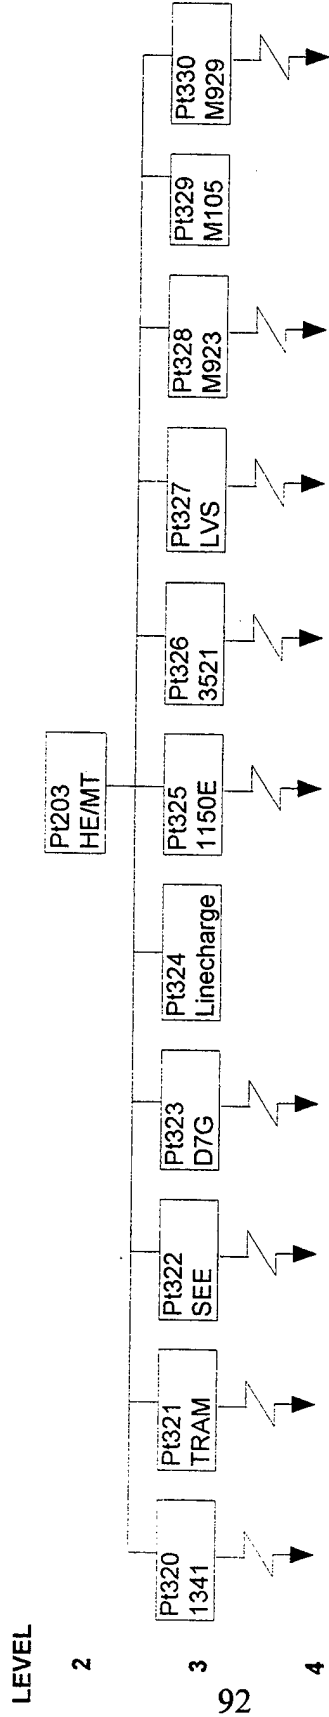 LEVEL
2
Pt203
HE/MT
3
Pt320
1341
Pt321
TRAM
Pt322
SEE
Pt323
D7G
Pt324
Linecharge
Pt325
1150E
Pt326
3521
Pt327
LVS
Pt328
M923
Pt329
M105
Pt330
M929
4
92